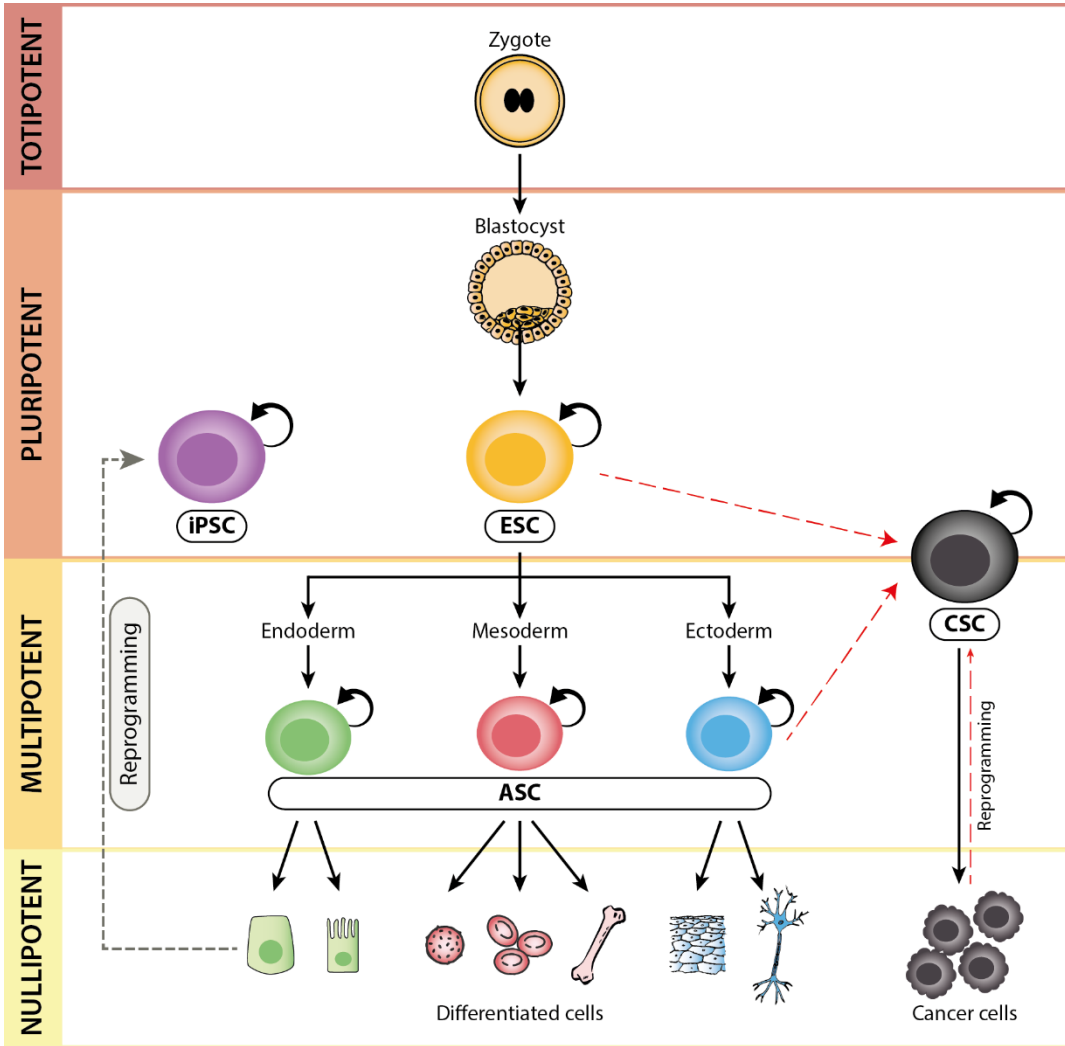 TOTIPOTENT
Zygote
PLURIPOTENT
Blastocyst
iPSC
ESC
CSC
MULTIPOTENT
Reprogramming
Endoderm
Mesoderm
Ectoderm
ASC
Reprogramming
NULLIPOTENT
Differentiated cells
Cancer cells